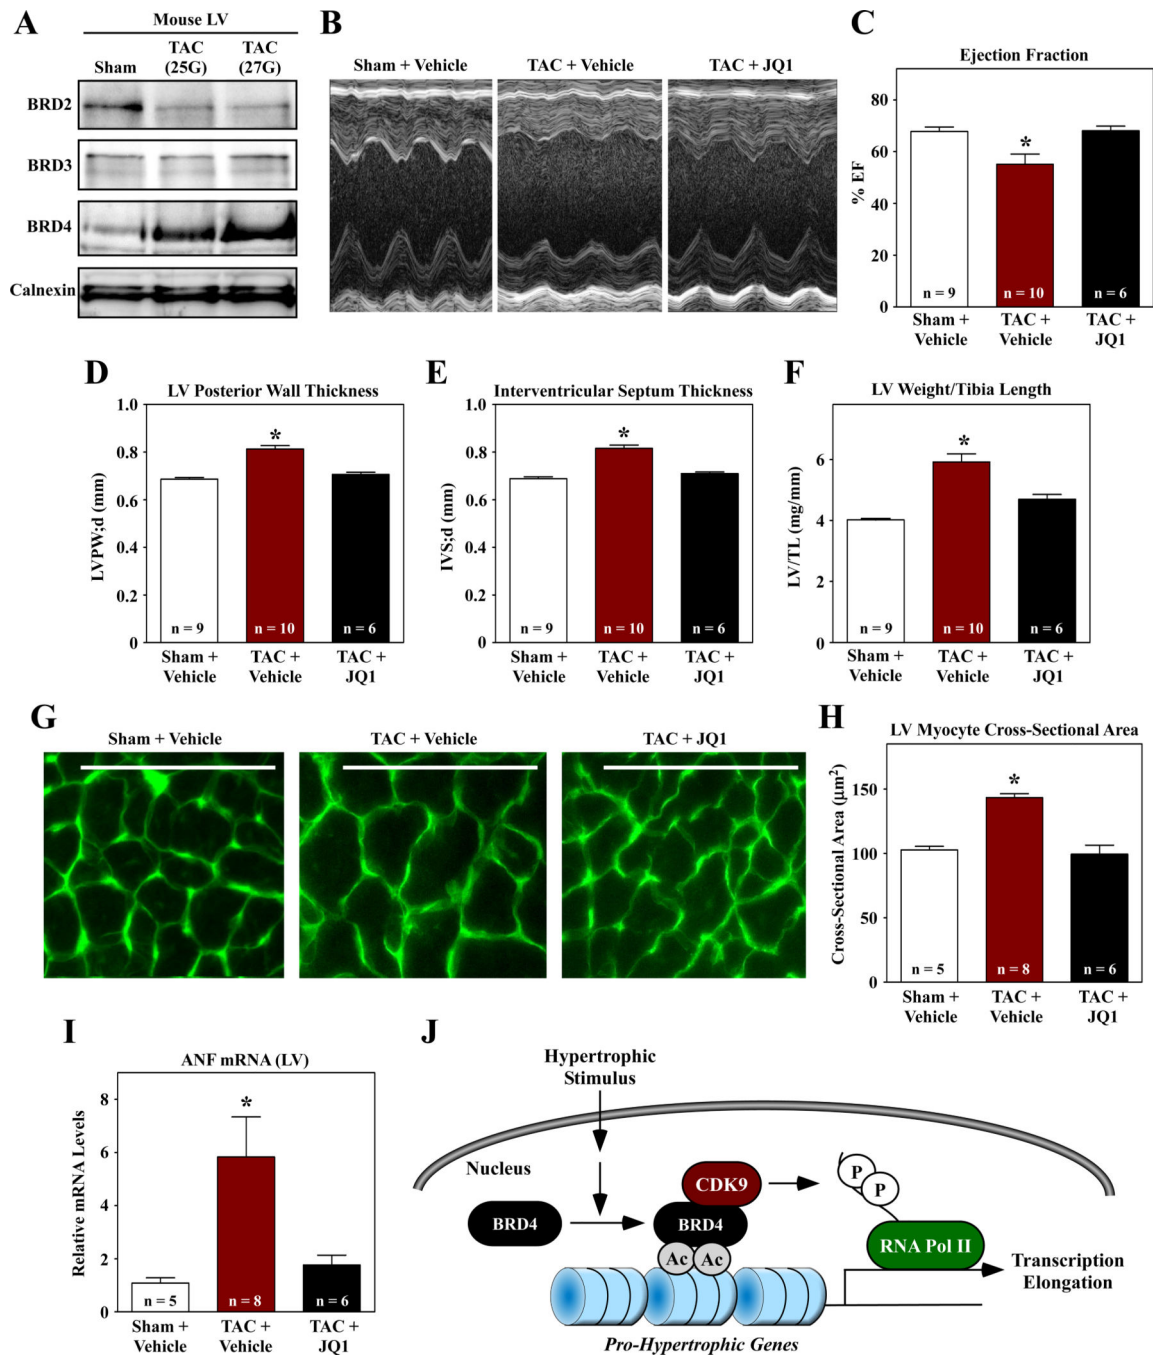 A
Mouse LV
Sham
TAC
(25G)
TAC
(27G)
BRD2
BRD3
BRD4
Calnexin
B
Sham + Vehicle
TAC + Vehicle
TAC + JQ1
C
Ejection Fraction
% EF
80
60
40
20
0
n = 9
n = 10
n = 6
Sham +
Vehicle
TAC +
Vehicle
TAC +
JQ1
*
D
LV Posterior Wall Thickness
LVPW;d (mm)
1.0
0.8
0.6
0.4
0.2
0
*
n = 9
n = 10
n = 6
Sham +
Vehicle
TAC +
Vehicle
TAC +
JQ1
E
Interventricular Septum Thickness
IVS;d (mm)
1.0
0.8
0.6
0.4
0.2
0
*
n = 9
n = 10
n = 6
Sham +
Vehicle
TAC +
Vehicle
TAC +
JQ1
F
LV Weight/Tibia Length
LV/TL (mg/mm)
6
4
2
0
*
n = 9
n = 10
n = 6
Sham +
Vehicle
TAC +
Vehicle
TAC +
JQ1
G
Sham + Vehicle
TAC + Vehicle
TAC + JQ1
H
LV Myocyte Cross-Sectional Area
Cross-Sectional Area (µm²)
150
100
50
0
*
n = 5
n = 8
n = 6
Sham +
Vehicle
TAC +
Vehicle
TAC +
JQ1
I
ANF mRNA (LV)
Relative mRNA Levels
8
6
4
2
0
*
n = 5
n = 8
n = 6
Sham +
Vehicle
TAC +
Vehicle
TAC +
JQ1
J
Hypertrophic
Stimulus
Nucleus
BRD4
CDK9
BRD4
Ac Ac
P
P
RNA Pol II
Transcription
Elongation
Pro-Hypertrophic Genes